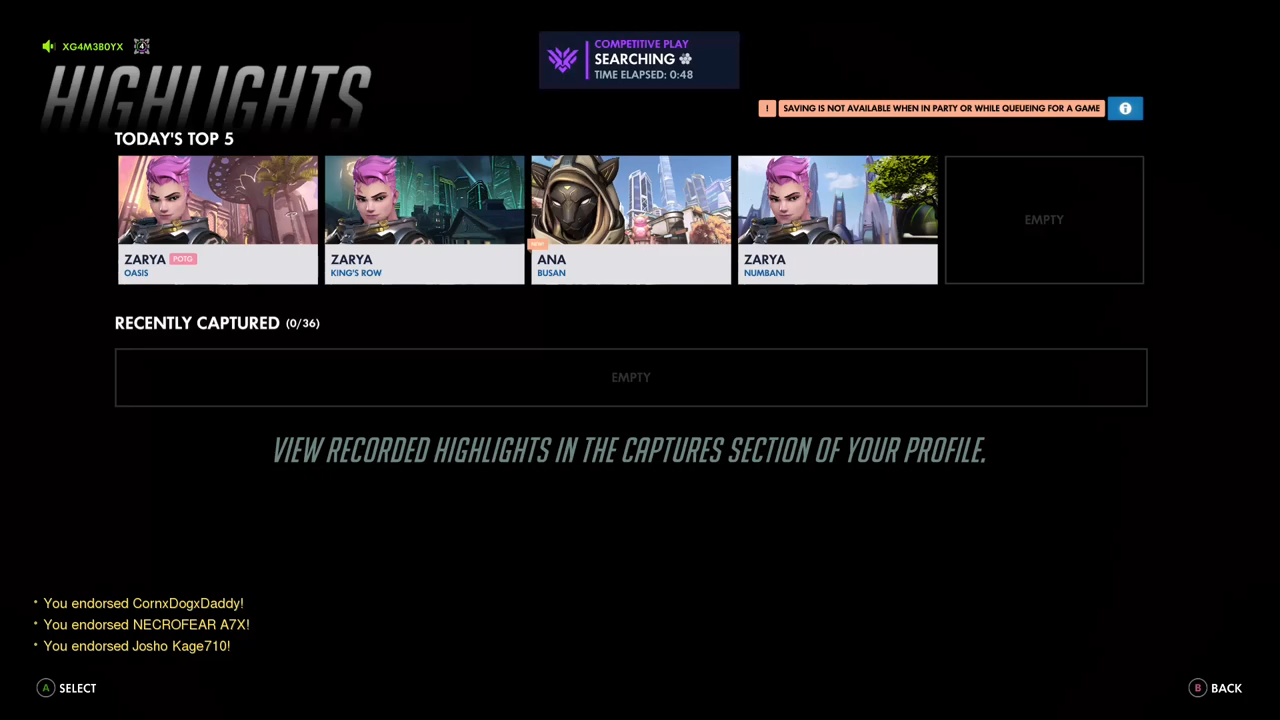 XG4M3B0YX
4
COMPETITIVE PLAY
SEARCHING
TIME ELAPSED: 0:48
HIGHLIGHTS
! SAVING IS NOT AVAILABLE WHEN IN PARTY OR WHILE QUEUEING FOR A GAME
TODAY'S TOP 5
ZARYA POTG
OASIS
ZARYA
KING'S ROW
NEW!
ANA
BUSAN
ZARYA
NUMBANI
EMPTY
RECENTLY CAPTURED (0/36)
EMPTY
VIEW RECORDED HIGHLIGHTS IN THE CAPTURES SECTION OF YOUR PROFILE.
• You endorsed CornxDogxDaddy!
• You endorsed NECROFEAR A7X!
• You endorsed Josho Kage710!
A SELECT
B BACK